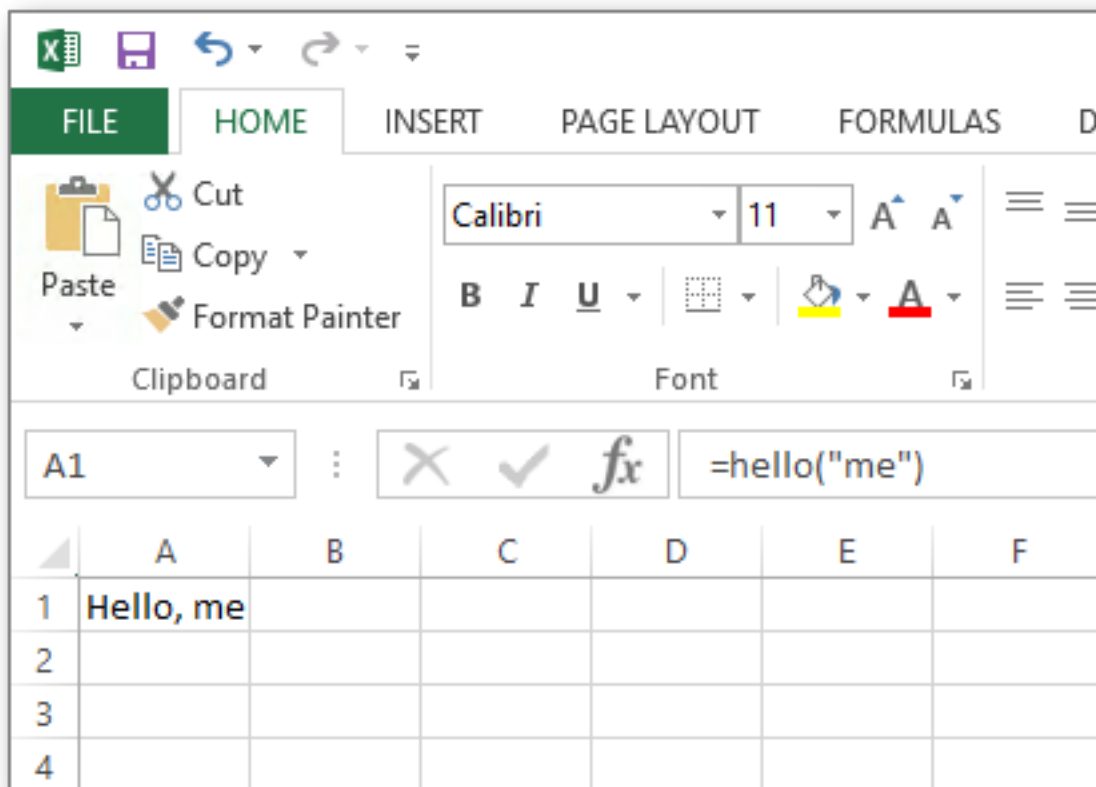 FILE HOME INSERT PAGE LAYOUT FORMULAS D
Cut
Copy
Paste
Format Painter
Calibri 11 A A
B I U A
Clipboard Font
A1 fx =hello("me")
A B C D E F
1 Hello, me
2
3
4